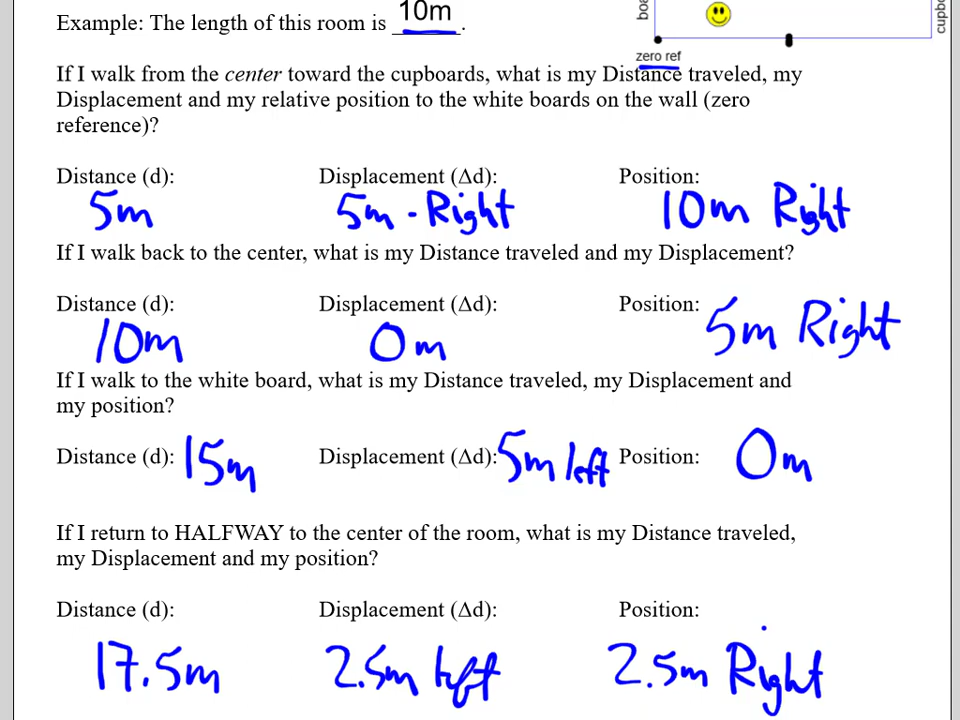 10m
Example: The length of this room is ______.
zero ref
If I walk from the center toward the cupboards, what is my Distance traveled, my
Displacement and my relative position to the white boards on the wall (zero
reference)?
Distance (d): Displacement (Δd): Position:
5m 5m - Right 10m Right
If I walk back to the center, what is my Distance traveled and my Displacement?
Distance (d): Displacement (Δd): Position:
10m 0m 5m Right
If I walk to the white board, what is my Distance traveled, my Displacement and
my position?
Distance (d): 15m Displacement (Δd): 5m left Position: 0m
If I return to HALFWAY to the center of the room, what is my Distance traveled,
my Displacement and my position?
Distance (d): Displacement (Δd): Position:
17.5m 2.5m left 2.5m Right